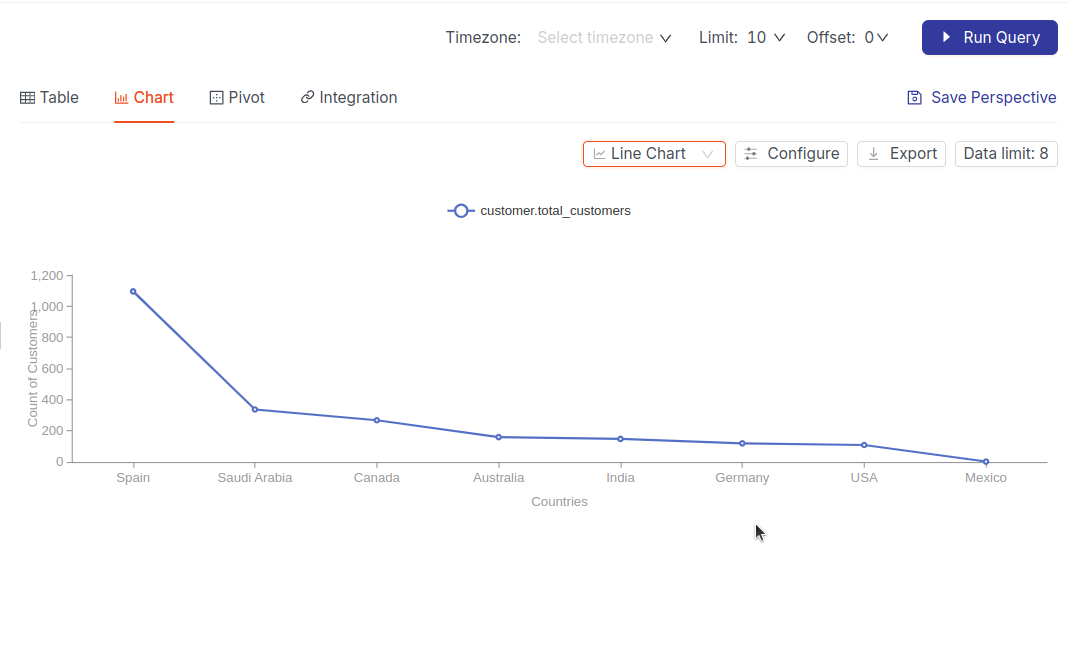 Timezone: Select timezone Limit: 10 Offset: 0 Run Query
Table Chart Pivot Integration Save Perspective
Line Chart Configure Export Data limit: 8
customer.total_customers
1,200
1,000
800
600
400
200
0
Count of Customers
Spain Saudi Arabia Canada Australia India Germany USA Mexico
Countries